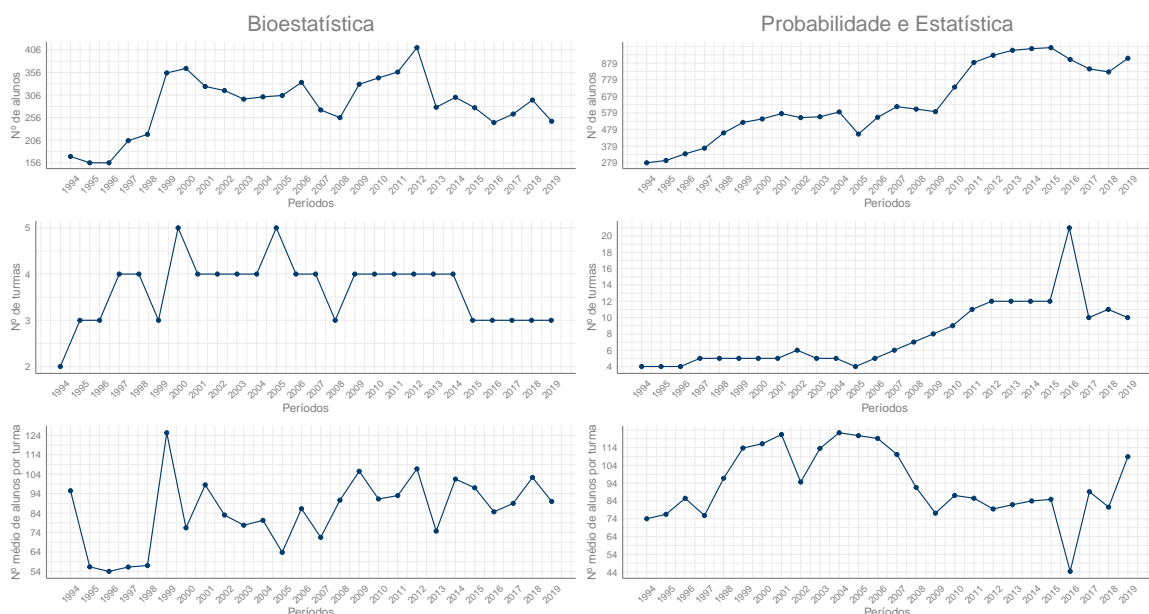 Bioestatística
Nº de alunos
406
356
306
256
206
156
1994 1995 1996 1997 1998 1999 2000 2001 2002 2003 2004 2005 2006 2007 2008 2009 2010 2011 2012 2013 2014 2015 2016 2017 2018 2019
Períodos
Nº de turmas
5
4
3
2
1994 1995 1996 1997 1998 1999 2000 2001 2002 2003 2004 2005 2006 2007 2008 2009 2010 2011 2012 2013 2014 2015 2016 2017 2018 2019
Períodos
Nº médio de alunos por turma
124
104
94
84
74
64
54
1994 1995 1996 1997 1998 1999 2000 2001 2002 2003 2004 2005 2006 2007 2008 2009 2010 2011 2012 2013 2014 2015 2016 2017 2018 2019
Períodos
Probabilidade e Estatística
Nº de alunos
879
779
679
579
479
379
279
1994 1995 1996 1997 1998 1999 2000 2001 2002 2003 2004 2005 2006 2007 2008 2009 2010 2011 2012 2013 2014 2015 2016 2017 2018 2019
Períodos
Nº de turmas
20
18
16
14
12
10
8
6
4
1994 1995 1996 1997 1998 1999 2000 2001 2002 2003 2004 2005 2006 2007 2008 2009 2010 2011 2012 2013 2014 2015 2016 2017 2018 2019
Períodos
Nº médio de alunos por turma
114
104
94
84
74
64
54
44
1994 1995 1996 1997 1998 1999 2000 2001 2002 2003 2004 2005 2006 2007 2008 2009 2010 2011 2012 2013 2014 2015 2016 2017 2018 2019
Períodos